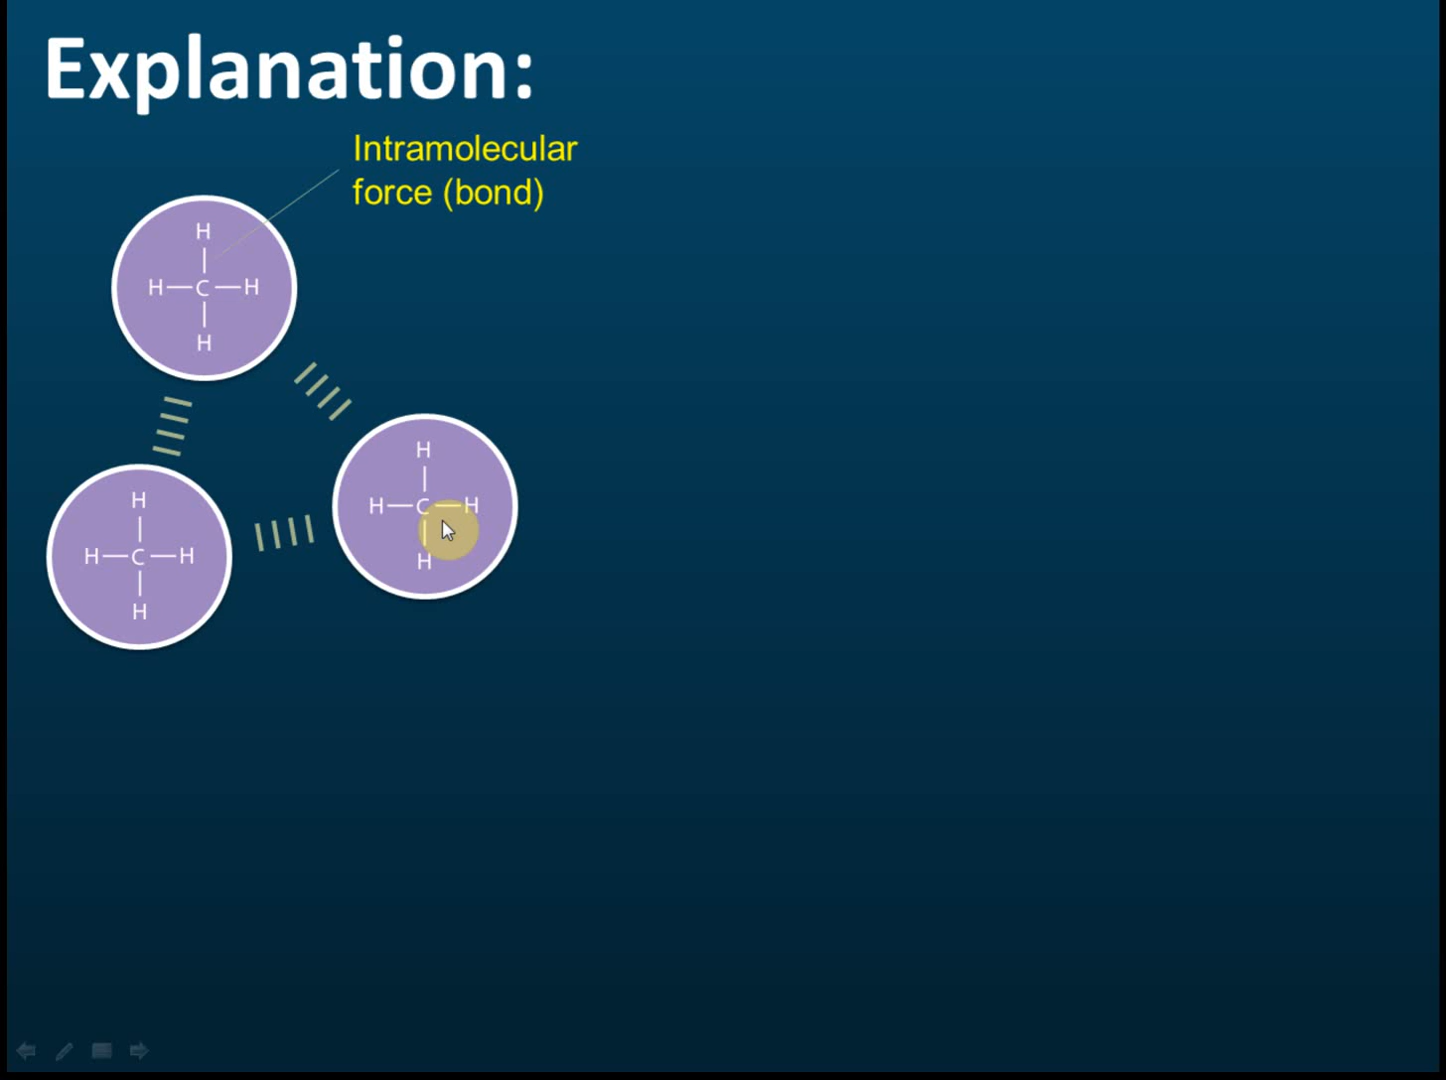 Explanation:
Intramolecular
force (bond)
H
H—C—H
H
H
H—C—H
H
H
H—C—H
H